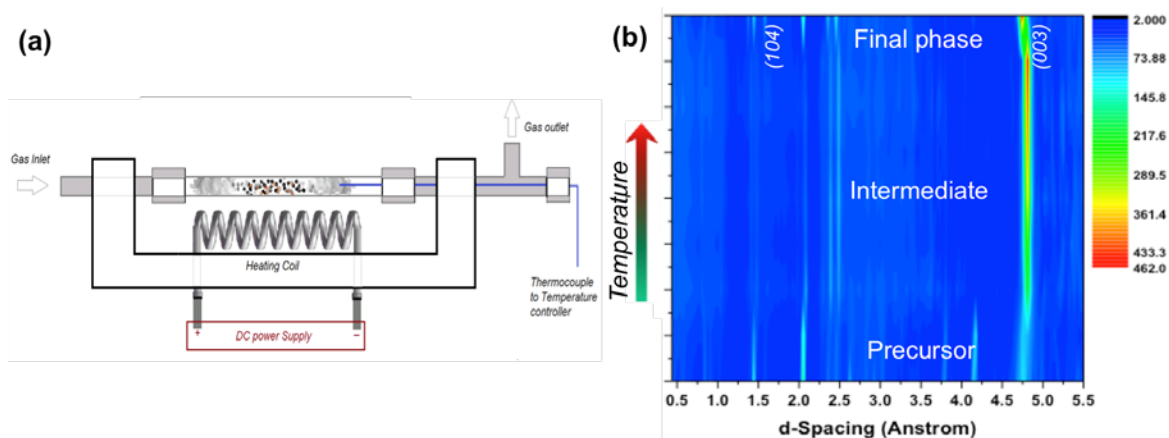 (a)
Gas Inlet
Gas outlet
Heating Coil
Thermocouple
to Temperature
controller
+
DC power Supply
−
(b)
(104)
Final phase
(003)
Intermediate
Precursor
Temperature
0.5 1.0 1.5 2.0 2.5 3.0 3.5 4.0 4.5 5.0 5.5
d-Spacing (Anstrom)
2.000
73.88
145.8
217.6
289.5
361.4
433.3
462.0